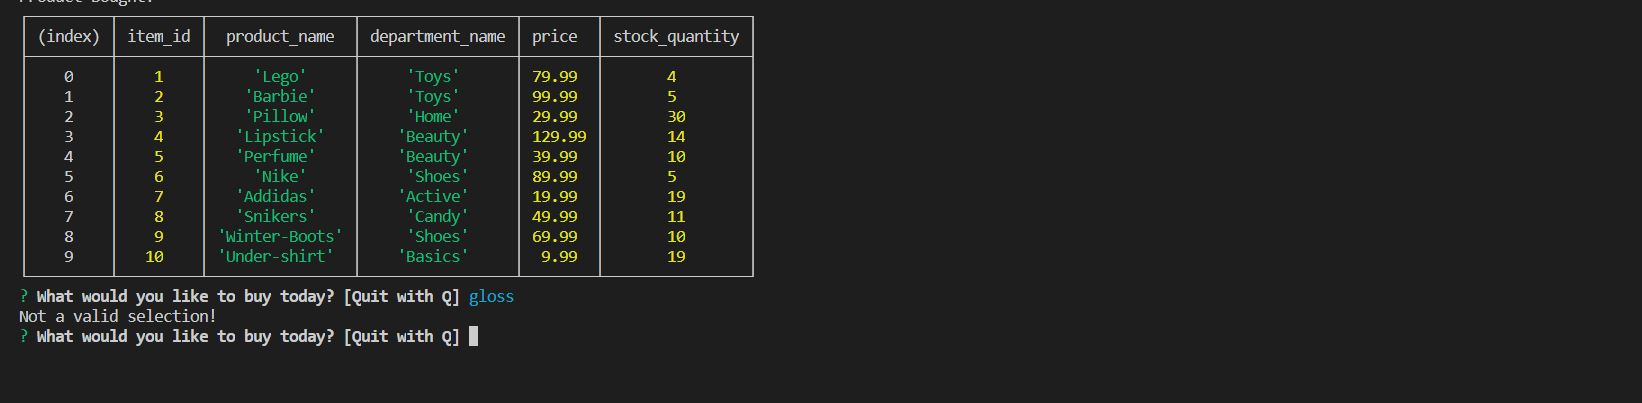 Product Bought!
(index) item_id product_name department_name price stock_quantity
0 1 'Lego' 'Toys' 79.99 4
1 2 'Barbie' 'Toys' 99.99 5
2 3 'Pillow' 'Home' 29.99 30
3 4 'Lipstick' 'Beauty' 129.99 14
4 5 'Perfume' 'Beauty' 39.99 10
5 6 'Nike' 'Shoes' 89.99 5
6 7 'Addidas' 'Active' 19.99 19
7 8 'Snikers' 'Candy' 49.99 11
8 9 'Winter-Boots' 'Shoes' 69.99 10
9 10 'Under-shirt' 'Basics' 9.99 19
? What would you like to buy today? [Quit with Q] gloss
Not a valid selection!
? What would you like to buy today? [Quit with Q]